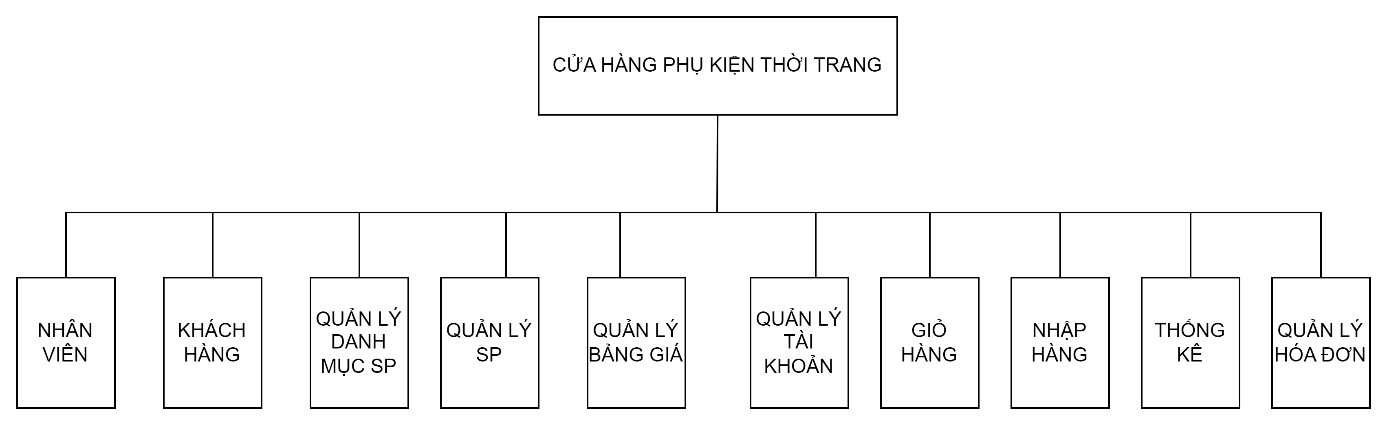 CỬA HÀNG PHỤ KIỆN THỜI TRANG
NHÂN
VIÊN
KHÁCH
HÀNG
QUẢN LÝ
DANH
MỤC SP
QUẢN LÝ
SP
QUẢN LÝ
BẢNG GIÁ
QUẢN LÝ
TÀI
KHOẢN
GIỎ
HÀNG
NHẬP
HÀNG
THỐNG
KÊ
QUẢN LÝ
HÓA ĐƠN